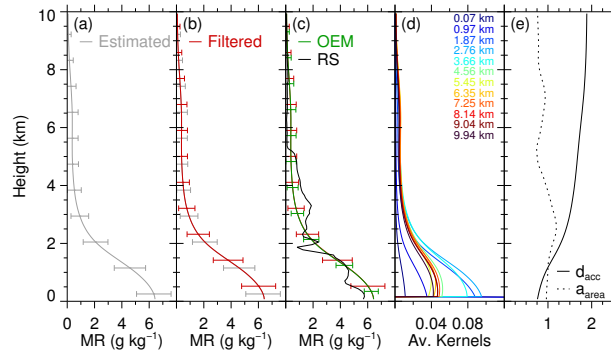 (a)
Estimated
(b)
Filtered
(c)
OEM
RS
(d)
0.07 km
0.97 km
1.87 km
2.76 km
3.66 km
4.56 km
5.45 km
6.35 km
7.25 km
8.14 km
9.04 km
9.94 km
(e)
d_acc
a_area
Height (km)
10
8
6
4
2
0
0 2 4 6
0 2 4 6
0 2 4 6 8
0.04 0.08
0 1 2
MR (g kg⁻¹)
MR (g kg⁻¹)
MR (g kg⁻¹)
Av. Kernels